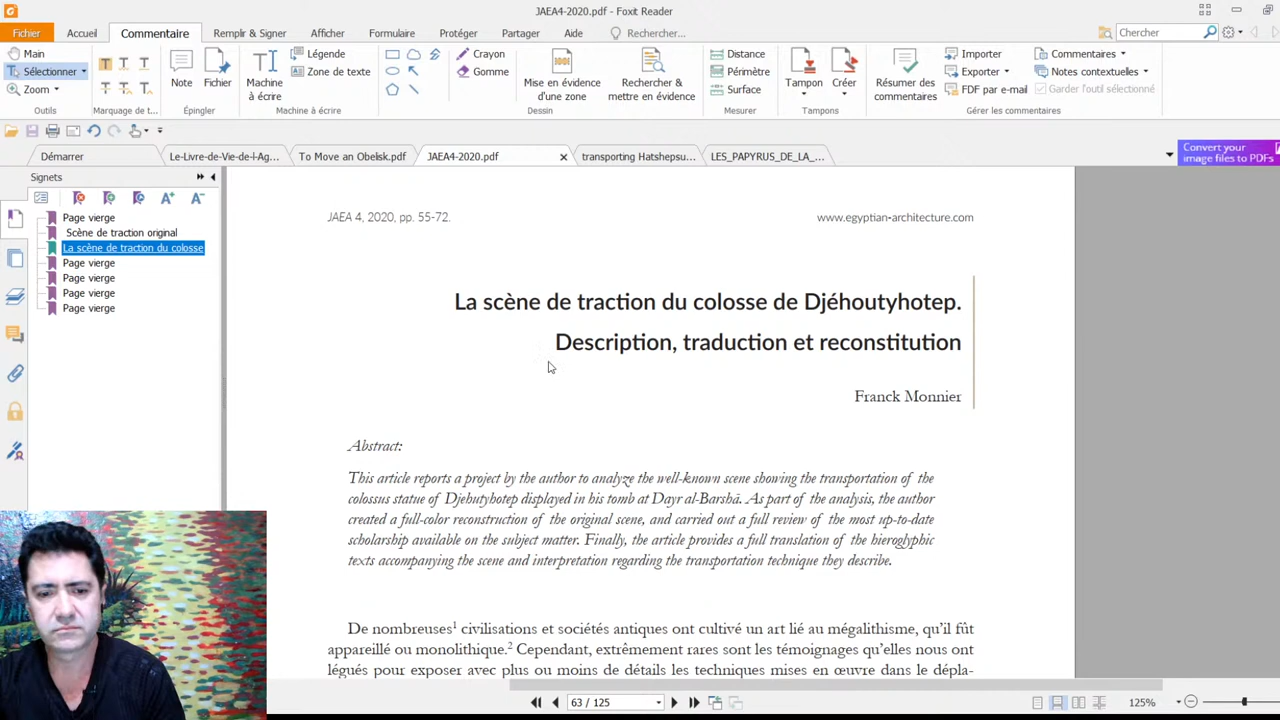 JAEA4-2020.pdf - Foxit Reader
Fichier Accueil Commentaire Remplir & Signer Afficher Formulaire Protéger Partager Aide Rechercher... Chercher
Main
Sélectionner
Zoom
Outils
Marquage de t...
Note
Fichier
Épingler
Machine
à écrire
Légende
Zone de texte
Machine à écrire
Crayon
Gomme
Mise en évidence
d'une zone
Rechercher &
mettre en évidence
Dessin
Distance
Périmètre
Surface
Mesurer
Tampon
Créer
Tampons
Résumer des
commentaires
Importer
Exporter
FDF par e-mail
Commentaires
Notes contextuelles
Garder l'outil sélectionné
Gérer les commentaires
Démarrer Le-Livre-de-Vie-de-l-Ag... To Move an Obelisk.pdf JAEA4-2020.pdf transporting Hatshepsu... LES_PAPYRUS_DE_LA_...
Convert your
image files to PDFs
Signets
Page vierge
Scène de traction original
La scène de traction du colosse
Page vierge
Page vierge
Page vierge
Page vierge
JAEA 4, 2020, pp. 55-72. www.egyptian-architecture.com
La scène de traction du colosse de Djéhoutyhotep.
Description, traduction et reconstitution
Franck Monnier
Abstract:
This article reports a project by the author to analyze the well-known scene showing the transportation of the
colossus statue of Djehutyhotep displayed in his tomb at Dayr al-Barshā. As part of the analysis, the author
created a full-color reconstruction of the original scene, and carried out a full review of the most up-to-date
scholarship available on the subject matter. Finally, the article provides a full translation of the hieroglyphic
texts accompanying the scene and interpretation regarding the transportation technique they describe.
De nombreuses¹ civilisations et sociétés antiques ont cultivé un art lié au mégalithisme, qu'il fût
appareillé ou monolithique.² Cependant, extrêmement rares sont les témoignages qu'elles nous ont
légués pour exposer avec plus ou moins de détails les techniques mises en œuvre dans le dépla-
63 / 125
125%